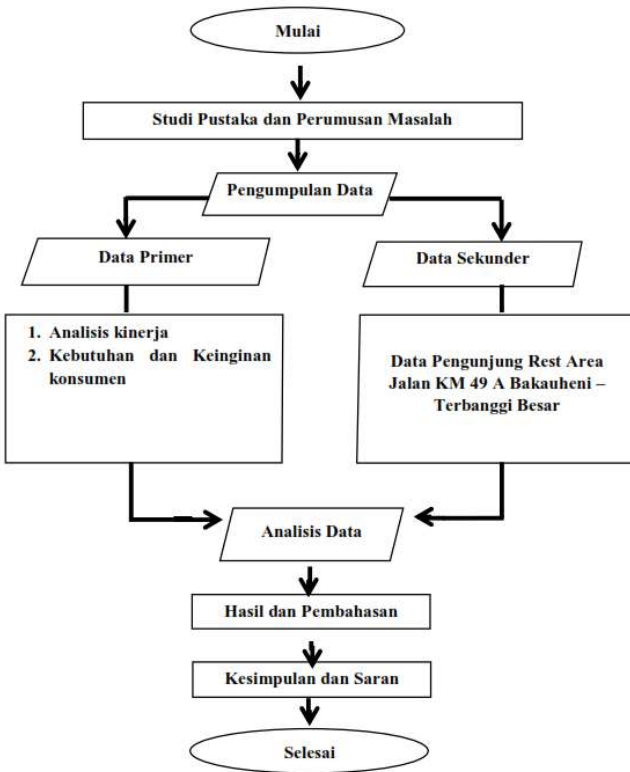 Mulai
Studi Pustaka dan Perumusan Masalah
Pengumpulan Data
Data Primer
Data Sekunder
1. Analisis kinerja
2. Kebutuhan dan Keinginan
konsumen
Data Pengunjung Rest Area
Jalan KM 49 A Bakauheni –
Terbanggi Besar
Analisis Data
Hasil dan Pembahasan
Kesimpulan dan Saran
Selesai